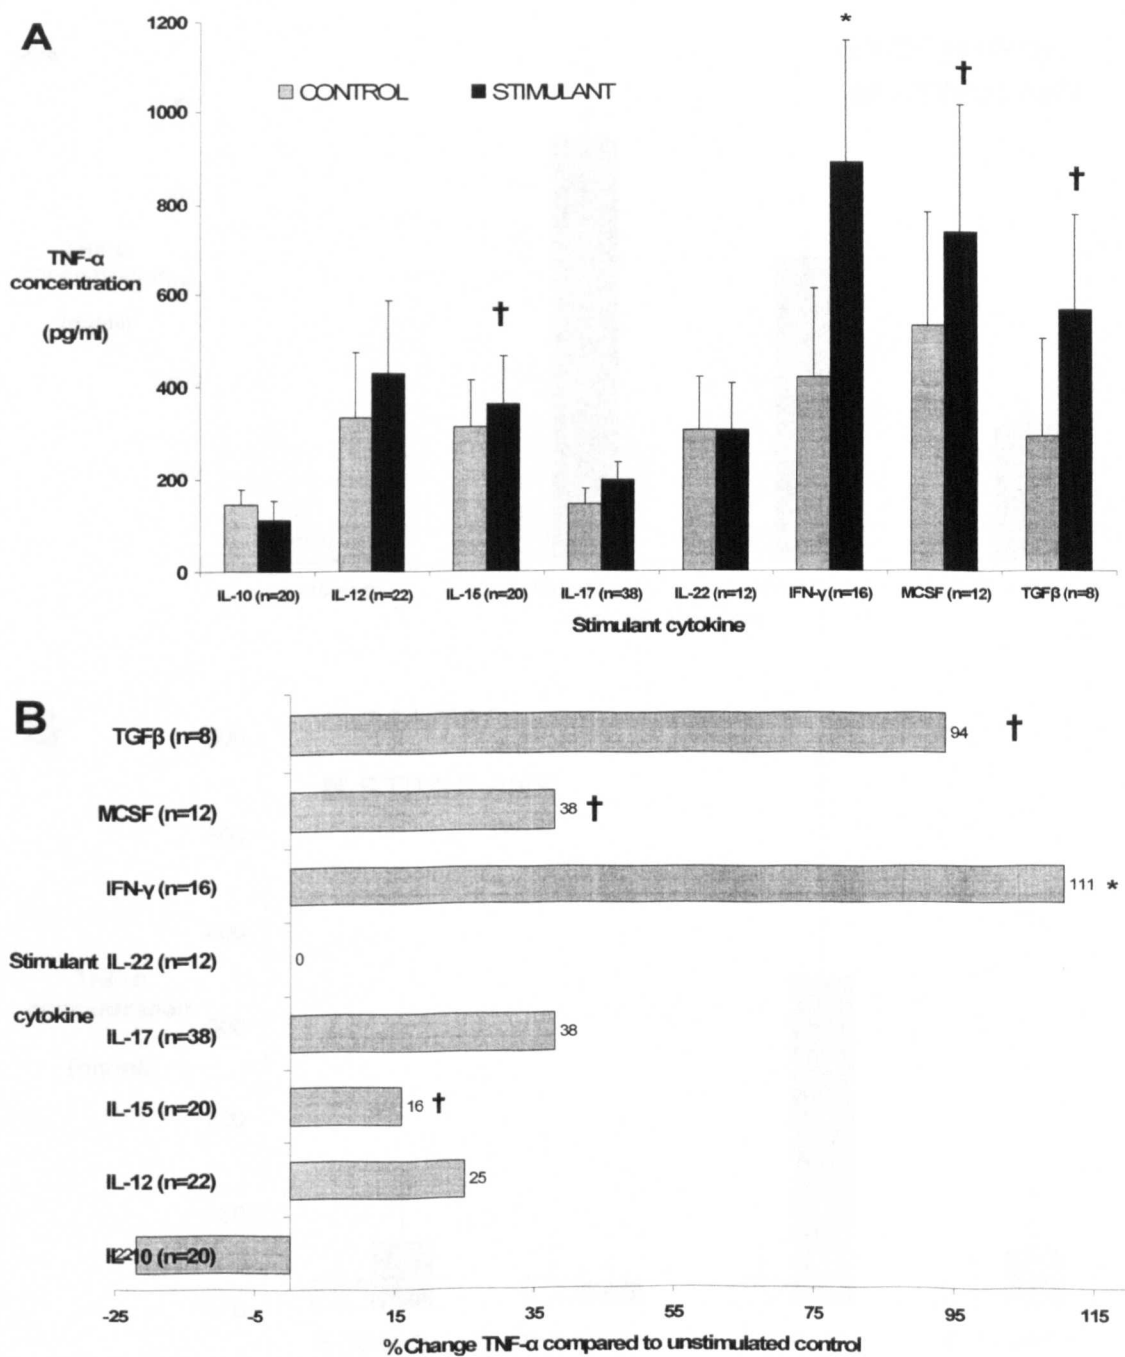 A
1200
1000
800
600
400
200
0
TNF-α
concentration
(pg/ml)
CONTROL
STIMULANT
†
*
†
†
IL-10 (n=20) IL-12 (n=22) IL-15 (n=20) IL-17 (n=38) IL-22 (n=12) IFN-γ (n=16) MCSF (n=12) TGFβ (n=8)
Stimulant cytokine
B
TGFβ (n=8) 94 †
MCSF (n=12) 38 †
IFN-γ (n=16) 111 *
Stimulant IL-22 (n=12) 0
cytokine
IL-17 (n=38) 38
IL-15 (n=20) 16 †
IL-12 (n=22) 25
IL-10 (n=20)
-25 -5 15 35 55 75 95 115
% Change TNF-α compared to unstimulated control